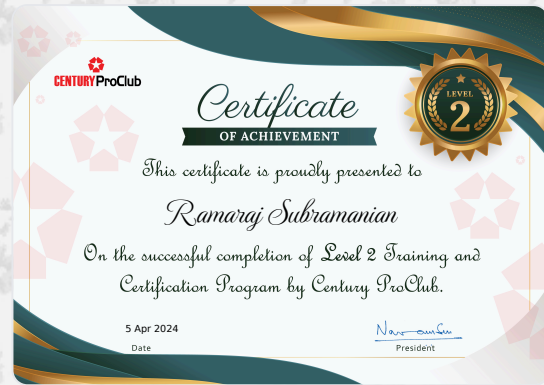 CENTURY ProClub
LEVEL
2
Certificate
OF ACHIEVEMENT
This certificate is proudly presented to
Ramaraj Subramanian
On the successful completion of Level 2 Training and
Certification Program by Century ProClub.
5 Apr 2024
Date
President